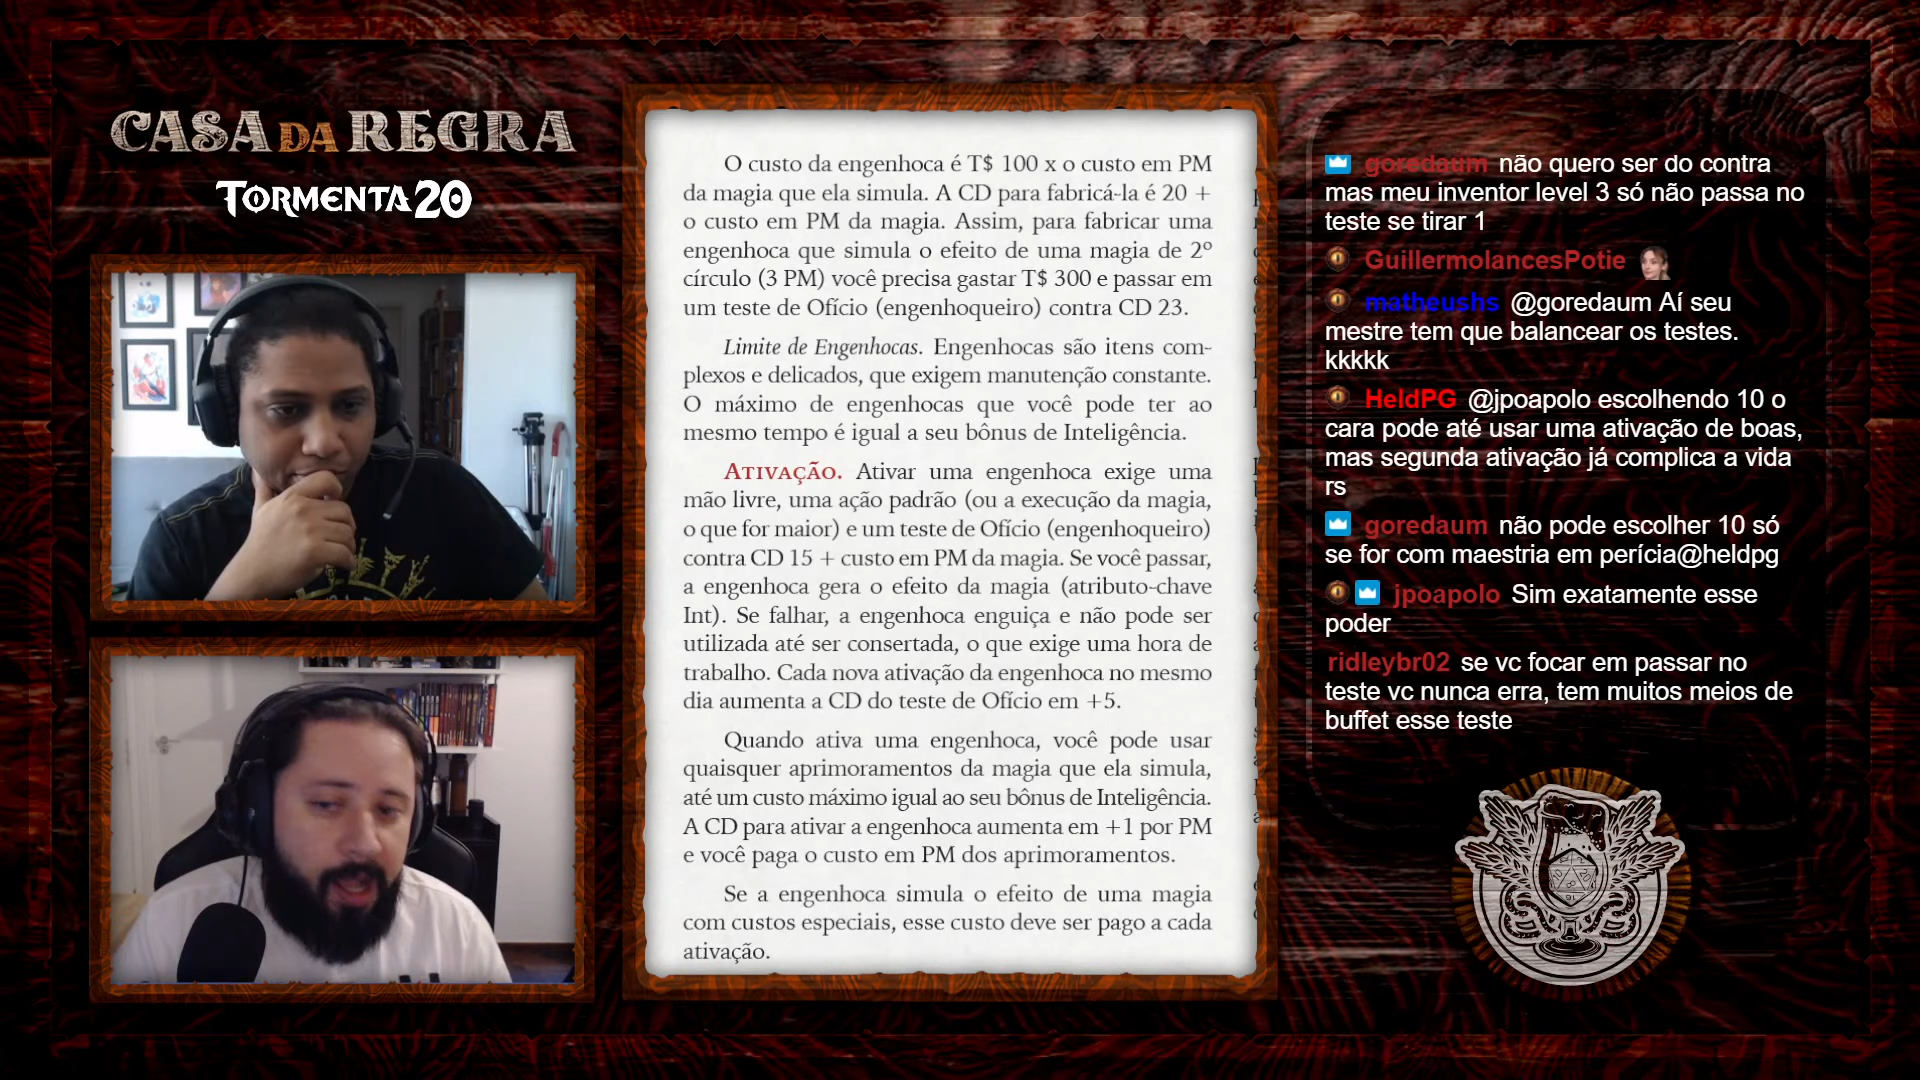 CASA DA REGRA
TORMENTA20
O custo da engenhoca é T$ 100 x o custo em PM
da magia que ela simula. A CD para fabricá-la é 20 +
o custo em PM da magia. Assim, para fabricar uma
engenhoca que simula o efeito de uma magia de 2º
círculo (3 PM) você precisa gastar T$ 300 e passar em
um teste de Ofício (engenhoqueiro) contra CD 23.
Limite de Engenhocas. Engenhocas são itens com-
plexos e delicados, que exigem manutenção constante.
O máximo de engenhocas que você pode ter ao
mesmo tempo é igual a seu bônus de Inteligência.
ATIVAÇÃO. Ativar uma engenhoca exige uma
mão livre, uma ação padrão (ou a execução da magia,
o que for maior) e um teste de Ofício (engenhoqueiro)
contra CD 15 + custo em PM da magia. Se você passar,
a engenhoca gera o efeito da magia (atributo-chave
Int). Se falhar, a engenhoca enguiça e não pode ser
utilizada até ser consertada, o que exige uma hora de
trabalho. Cada nova ativação da engenhoca no mesmo
dia aumenta a CD do teste de Ofício em +5.
Quando ativa uma engenhoca, você pode usar
quaisquer aprimoramentos da magia que ela simula,
até um custo máximo igual ao seu bônus de Inteligência.
A CD para ativar a engenhoca aumenta em +1 por PM
e você paga o custo em PM dos aprimoramentos.
Se a engenhoca simula o efeito de uma magia
com custos especiais, esse custo deve ser pago a cada
ativação.
goredaum não quero ser do contra
mas meu inventor level 3 só não passa no
teste se tirar 1
GuillermolancesPotie
matheushs @goredaum Aí seu
mestre tem que balancear os testes.
kkkkk
HeldPG @jpoapolo escolhendo 10 o
cara pode até usar uma ativação de boas,
mas segunda ativação já complica a vida
rs
goredaum não pode escolher 10 só
se for com maestria em perícia@heldpg
jpoapolo Sim exatamente esse
poder
ridleybr02 se vc focar em passar no
teste vc nunca erra, tem muitos meios de
buffet esse teste